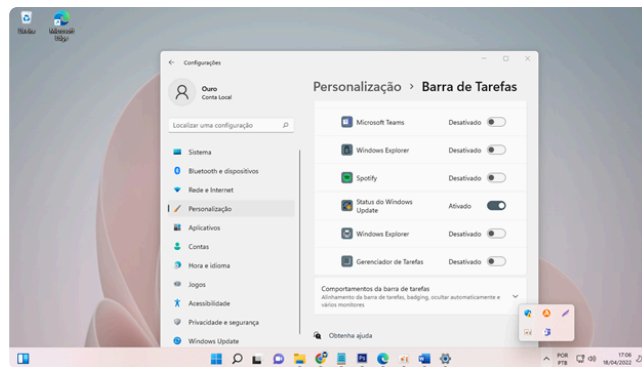 Lixeira
Microsoft
Edge
Configurações
Ouro
Conta Local
Localizar uma configuração
Sistema
Bluetooth e dispositivos
Rede e Internet
Personalização
Aplicativos
Contas
Hora e idioma
Jogos
Acessibilidade
Privacidade e segurança
Windows Update
Personalização > Barra de Tarefas
Microsoft Teams Desativado
Windows Explorer Desativado
Spotify Desativado
Status do Windows
Update Ativado
Windows Explorer Desativado
Gerenciador de Tarefas Desativado
Comportamentos da barra de tarefas
Alinhamento da barra de tarefas, badging, ocultar automaticamente e
vários monitores
Obtenha ajuda
POR
PTB
17:06
18/04/2022